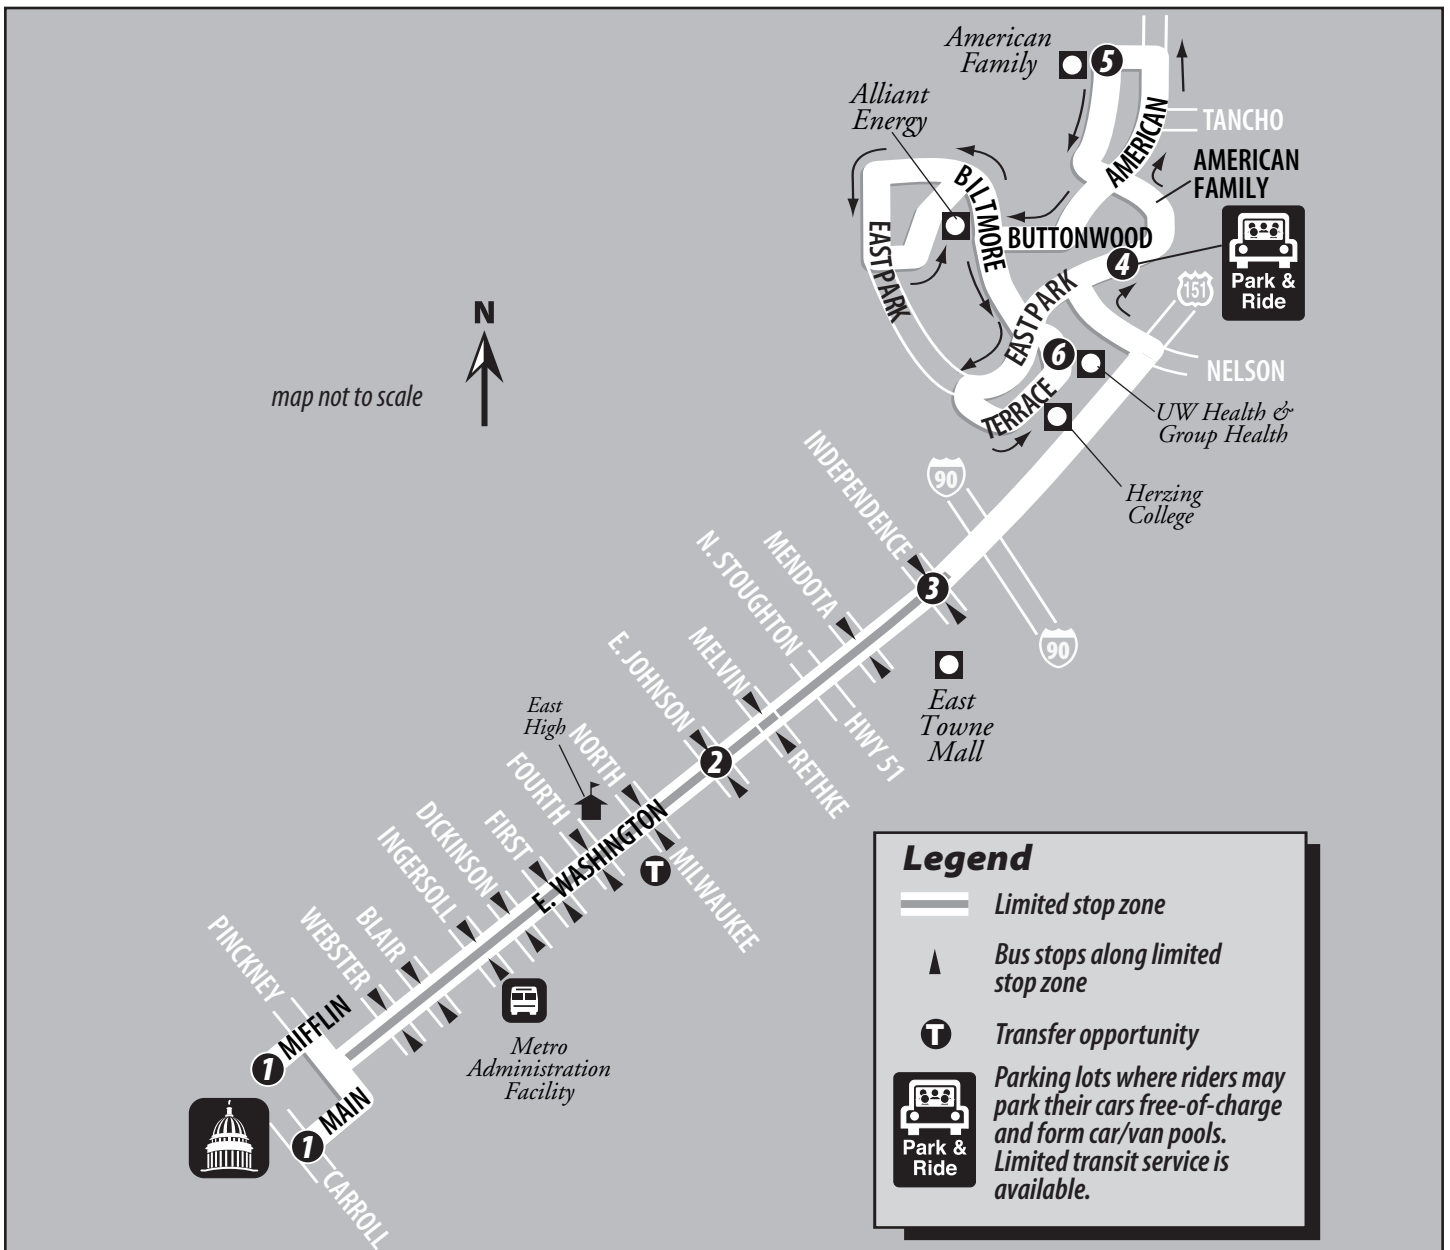 American
Family
5
Alliant
Energy
TANCHO
AMERICAN
AMERICAN
FAMILY
BILTMORE
BUTTONWOOD
EASTPARK
4
Park &
Ride
151
EASTPARK
N
map not to scale
6
NELSON
TERRACE
UW Health &
Group Health
INDEPENDENCE
90
Herzing
College
N. STOUGHTON
MENDOTA
3
90
E. JOHNSON
MELVIN
East
Towne
Mall
East
High
NORTH
2
HWY 51
RETHKE
FOURTH
DICKINSON
FIRST
E. WASHINGTON
INGERSOLL
T
MILWAUKEE
PINCKNEY
WEBSTER
BLAIR
MIFFLIN
1
Metro
Administration
Facility
MAIN
1
CARROLL
Legend
Limited stop zone
Bus stops along limited
stop zone
T
Transfer opportunity
Park &
Ride
Parking lots where riders may
park their cars free-of-charge
and form car/van pools.
Limited transit service is
available.